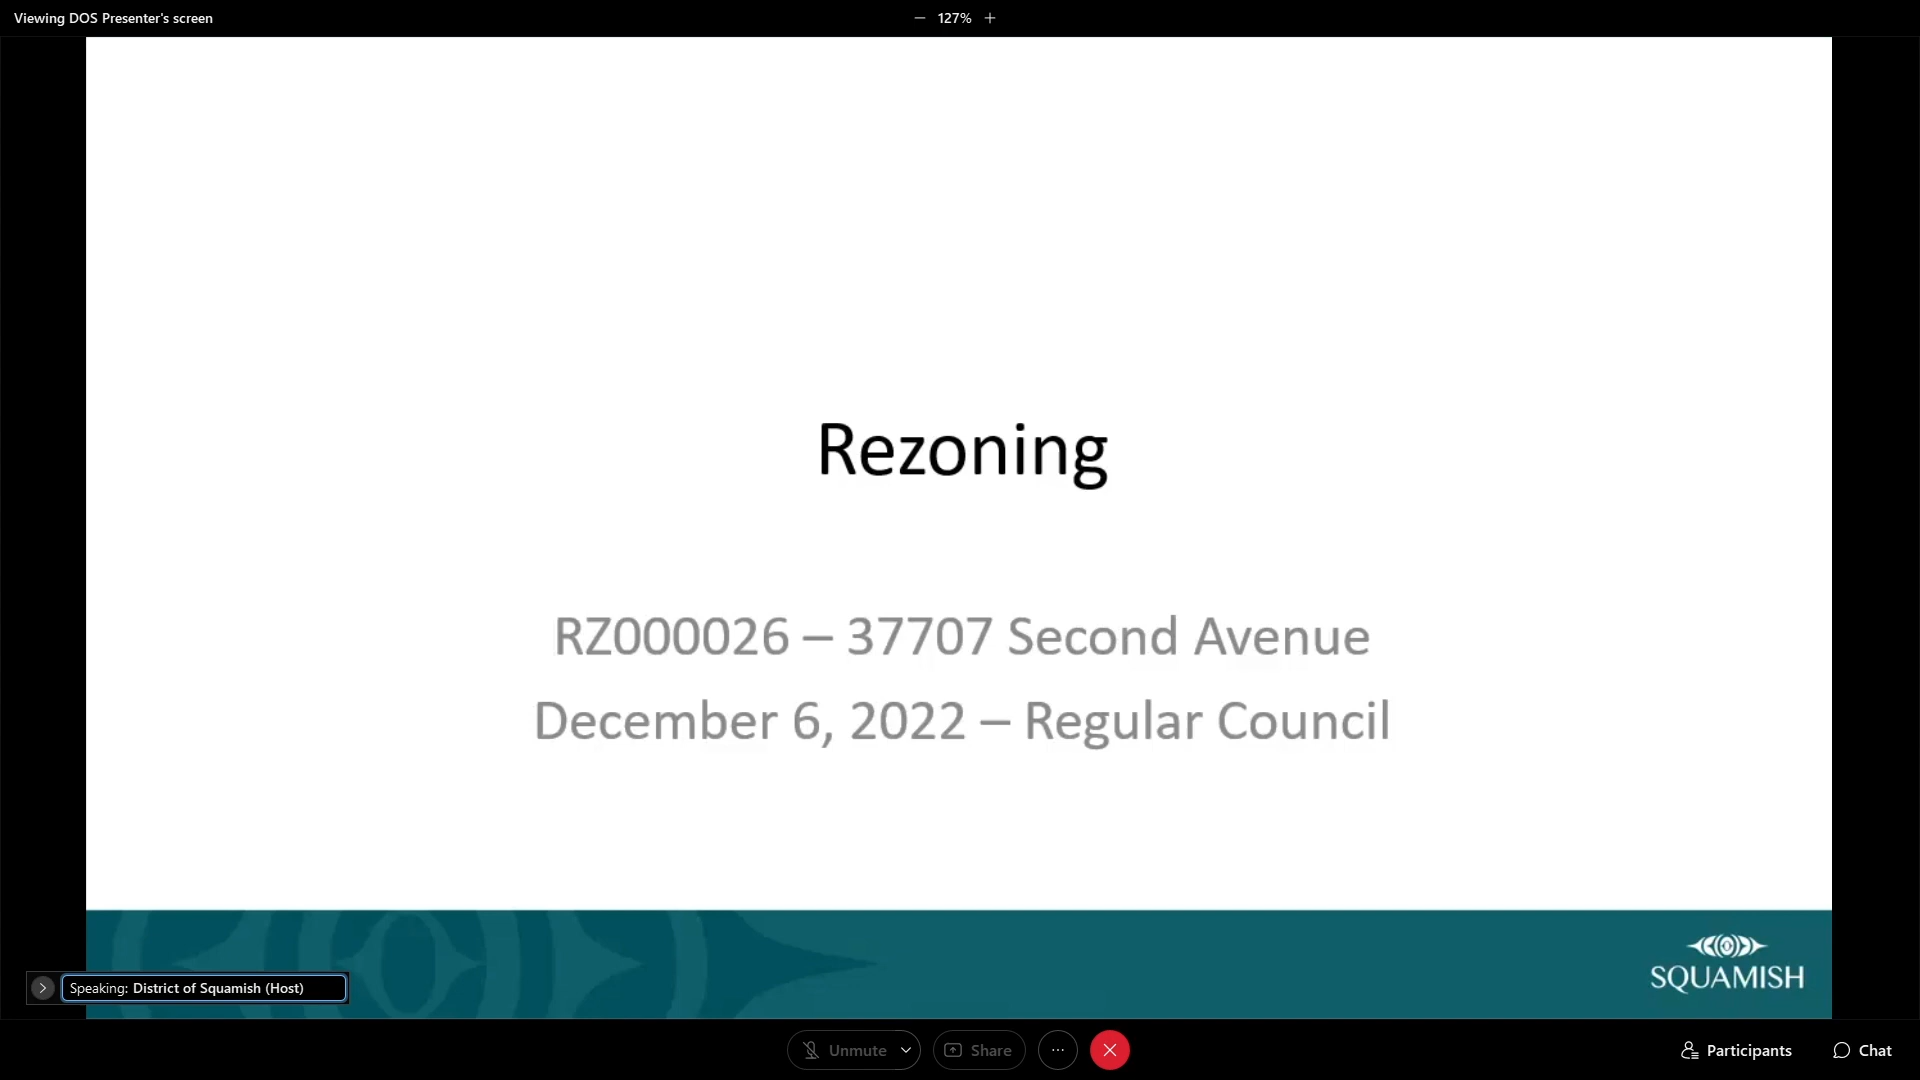 Viewing DOS Presenter's screen
127%
Rezoning
RZ000026 – 37707 Second Avenue
December 6, 2022 – Regular Council
SQUAMISH
Speaking: District of Squamish (Host)
Unmute
Share
Participants
Chat